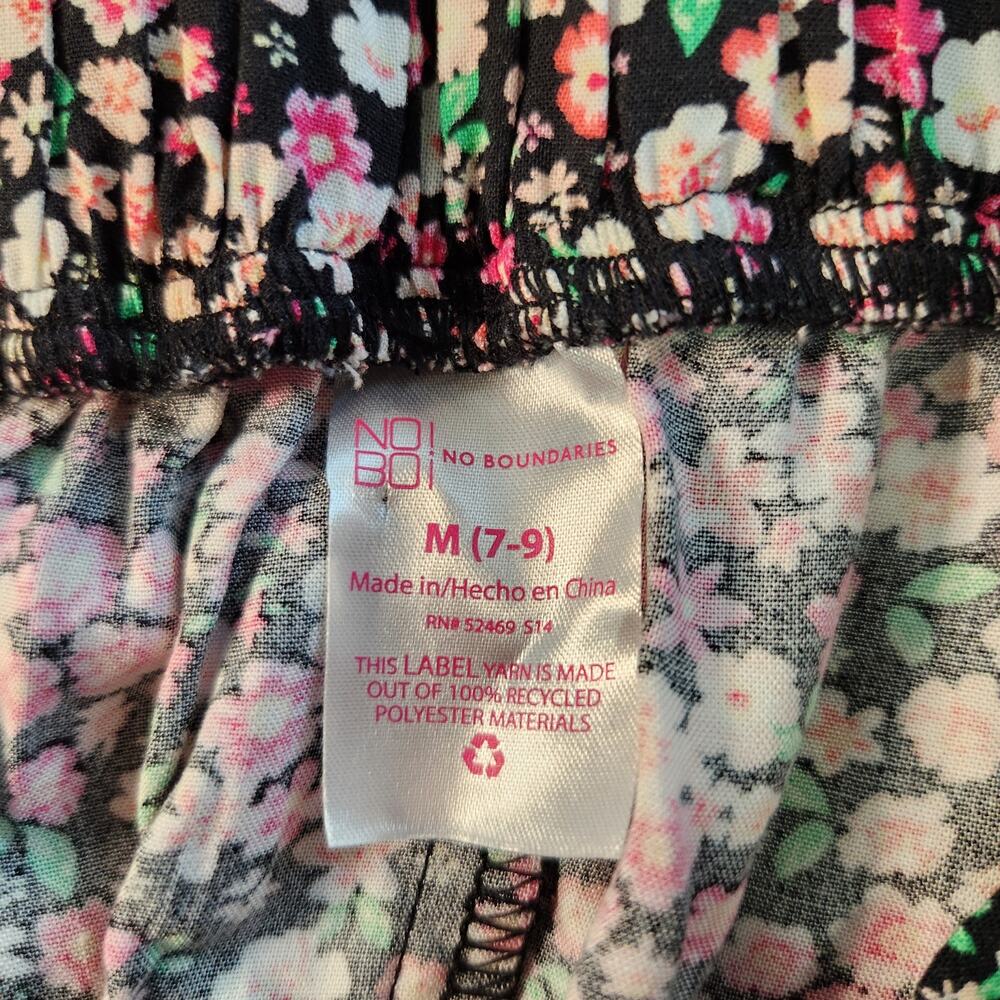 NO!
BOi
NO BOUNDARIES
M (7-9)
Made in/Hecho en China
RN# 52469 S14
THIS LABEL YARN IS MADE
OUT OF 100% RECYCLED
POLYESTER MATERIALS